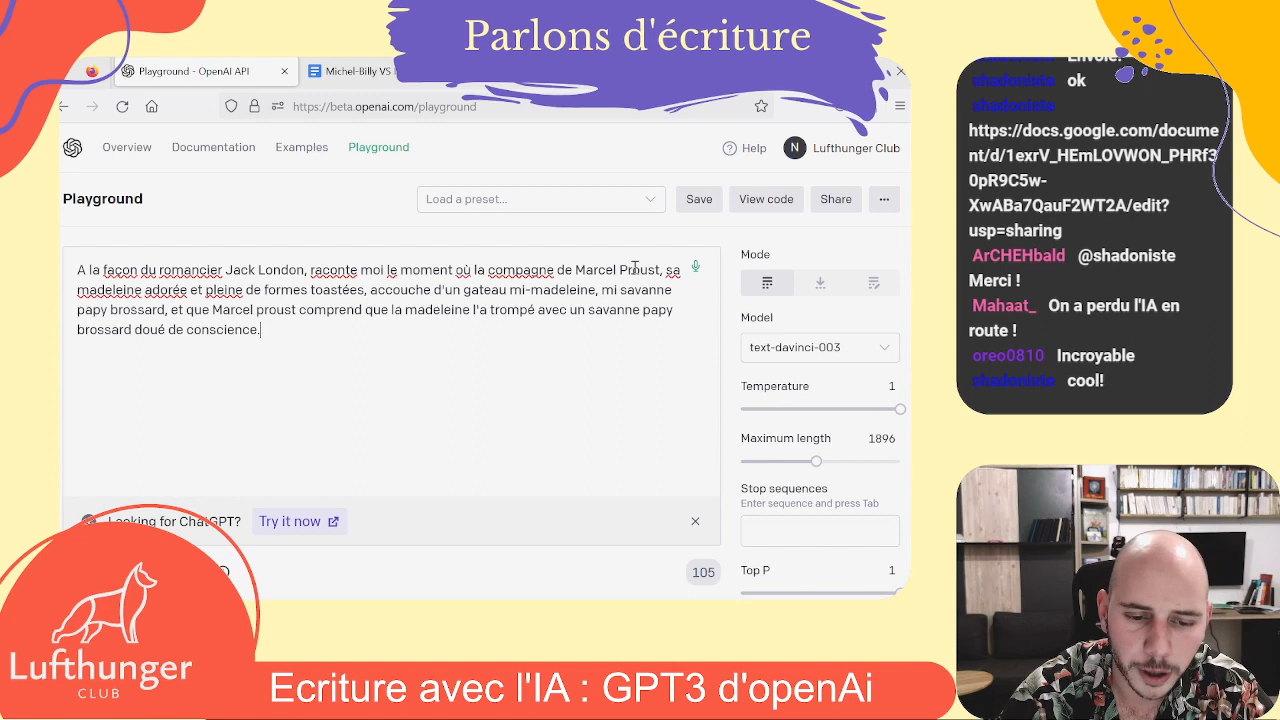 Parlons d'écriture
Playground - OpenAI API
Michel-Billy VS
https://beta.openai.com/playground
Overview
Documentation
Examples
Playground
Help
N
Lufthunger Club
Playground
Load a preset...
Save
View code
Share
...
A la façon du romancier Jack London, raconte moi le moment où la compagne de Marcel Proust, sa
madeleine adorée et pleine de formes bastères, accouche d'un gateau mi-madeleine, mi savanne
papy brossard, et que Marcel proust comprend que la madeleine l'a trompé avec un savanne papy
brossard doué de conscience.
Looking for ChatGPT?
Try it now
105
Mode
Model
text-davinci-003
Temperature
1
Maximum length
1896
Stop sequences
Enter sequence and press Tab
Top P
1
shadoniste ok
shadoniste
https://docs.google.com/docume
nt/d/1exrV_HEmLOVWON_PHRf3
0pR9C5w-
XwABa7QauF2WT2A/edit?
usp=sharing
ArCHEHbald @shadoniste
Merci !
Mahaat_ On a perdu l'IA en
route !
oreo0810 Incroyable
shadoniste cool!
Lufthunger
CLUB
Ecriture avec l'IA : GPT3 d'openAi